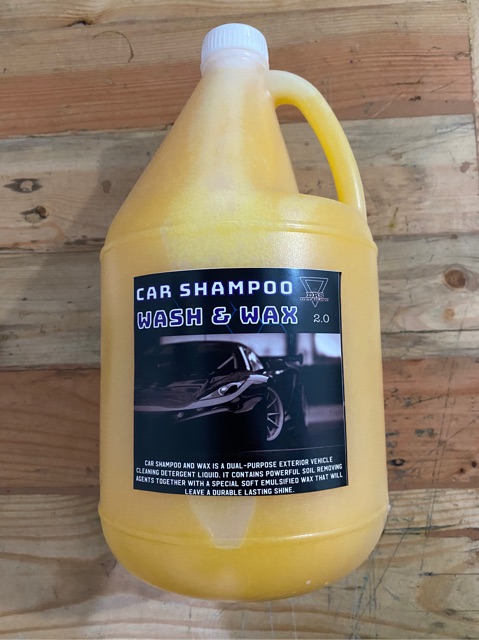 CAR SHAMPOO
WASH & WAX 2.0
CAR SHAMPOO AND WAX IS A DUAL-PURPOSE EXTERIOR VEHICLE
CLEANING DETERGENT LIQUID. IT CONTAINS POWERFUL SOIL REMOVING
AGENTS TOGETHER WITH A SPECIAL SOFT EMULSIFIED WAX THAT WILL
LEAVE A DURABLE LASTING SHINE.